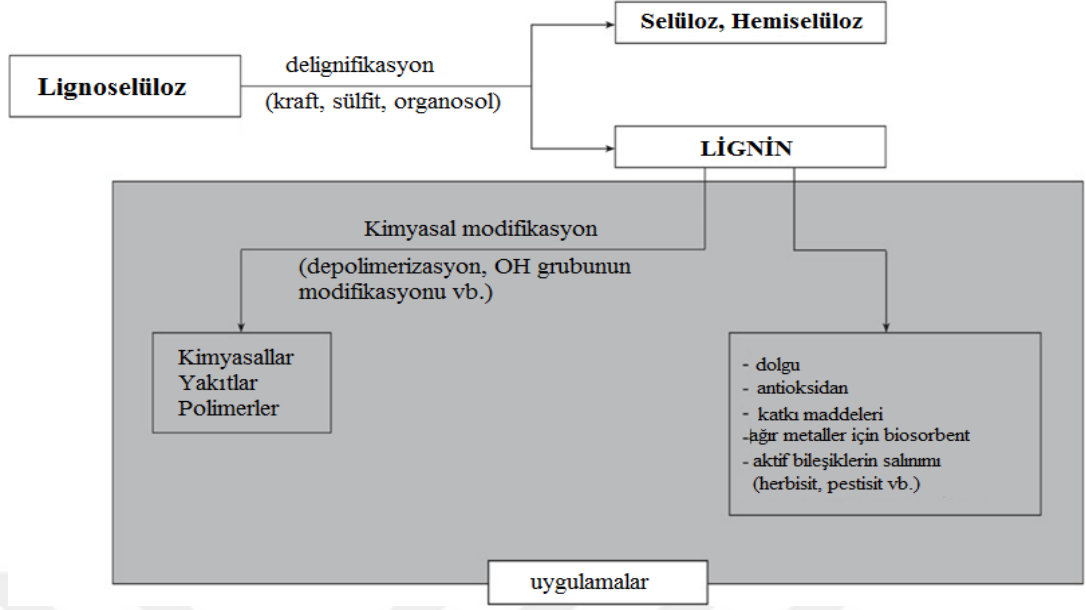 Selüloz, Hemiselüloz
delignifikasyon
Lignoselüloz
(kraft, sülfit, organosol)
LİGNİN
Kimyasal modifikasyon
(depolimerizasyon, OH grubunun
modifikasyonu vb.)
Kimyasallar
Yakıtlar
Polimerler
- dolgu
- antioksidan
- katkı maddeleri
-ağır metaller için biosorbent
- aktif bileşiklerin salınımı
(herbisit, pestisit vb.)
uygulamalar